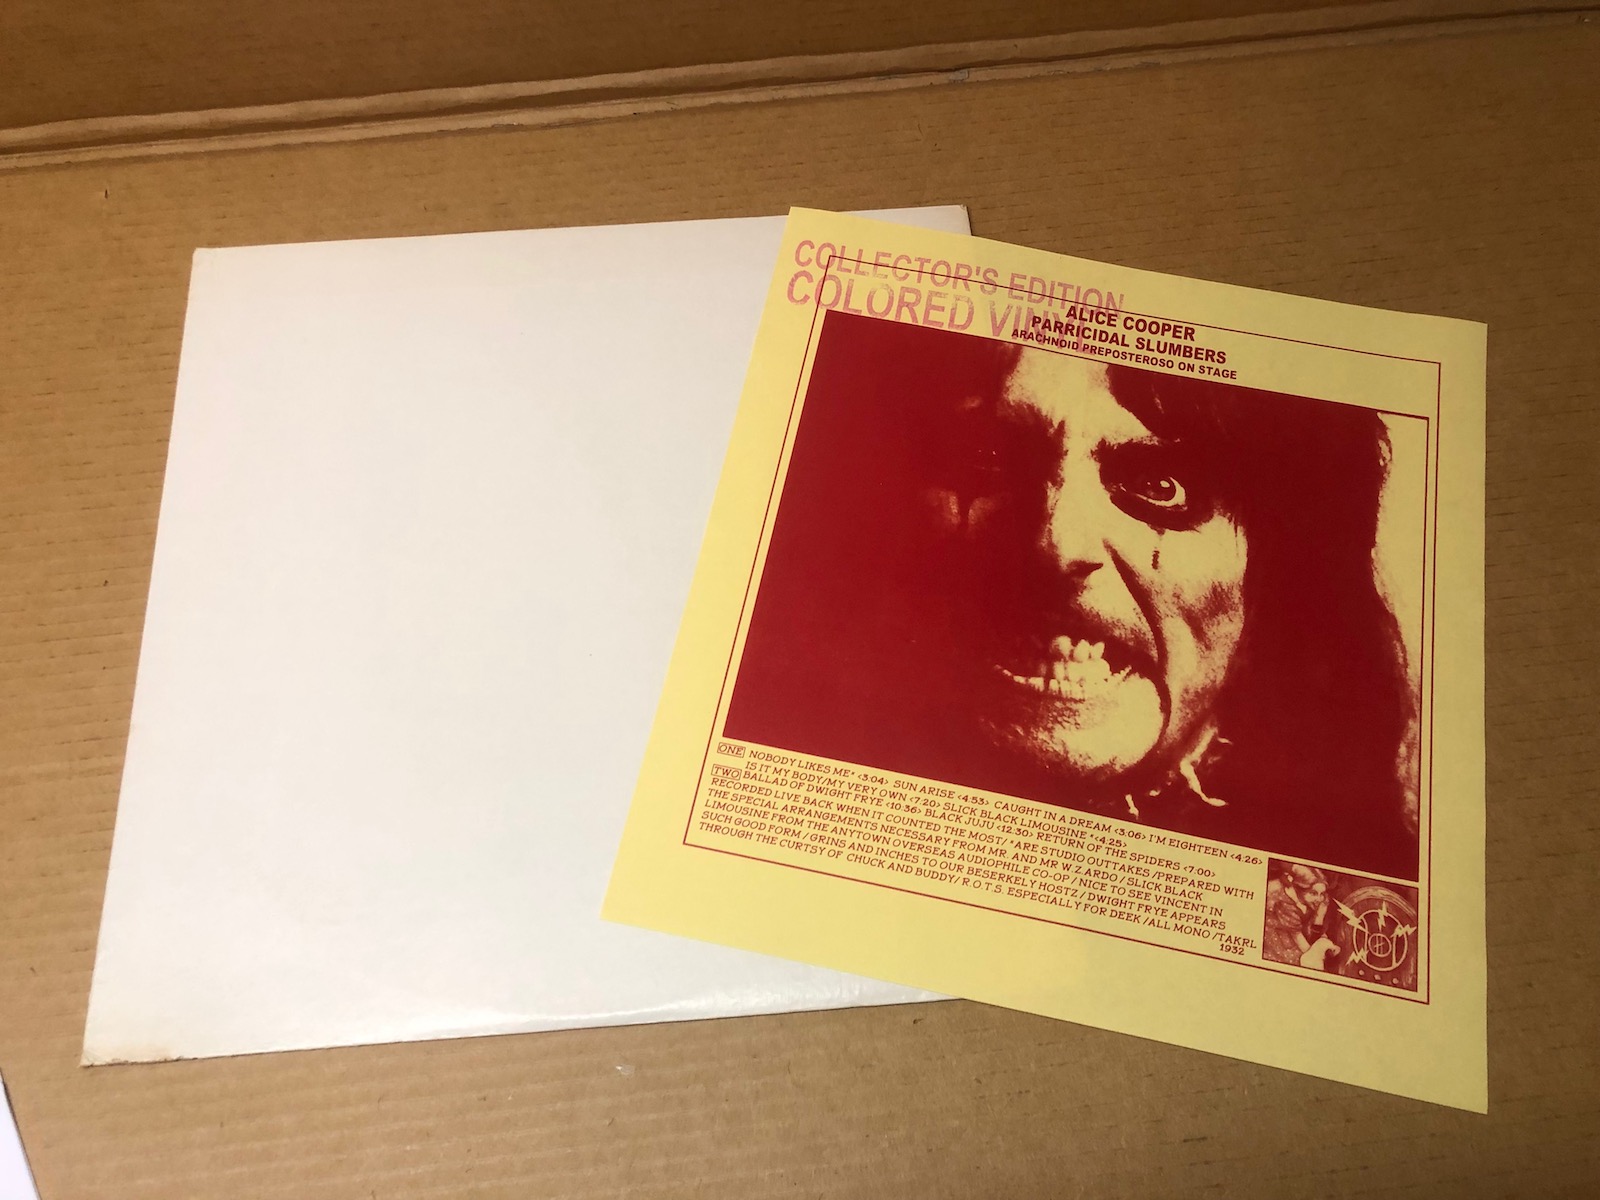 COLLECTOR'S EDITION
COLORED VINYL
ALICE COOPER
PARRICIDAL SLUMBERS
ARACHNOID PREPOSTEROSO ON STAGE
ONE NOBODY LIKES ME* <3:04> SUN ARISE <4:53> CAUGHT IN A DREAM <3:06> I'M EIGHTEEN <4:26>
IS IT MY BODY/MY VERY OWN <7:20> SLICK BLACK LIMOUSINE *<4:25>
TWO BALLAD OF DWIGHT FRYE <10:36> BLACK JUJU <12:30> RETURN OF THE SPIDERS <7:00>
RECORDED LIVE BACK WHEN IT COUNTED THE MOST/ *ARE STUDIO OUTTAKES /PREPARED WITH
THE SPECIAL ARRANGEMENTS NECESSARY FROM MR. AND MR W.Z. ARDO / SLICK BLACK
LIMOUSINE FROM THE ANYTOWN OVERSEAS AUDIOPHILE CO-OP / NICE TO SEE VINCENT IN
SUCH GOOD FORM / GRINS AND INCHES TO OUR BESERKELY HOSTZ / DWIGHT FRYE APPEARS
THROUGH THE CURTSY OF CHUCK AND BUDDY/ R.O.T.S. ESPECIALLY FOR DEEK /ALL MONO /TAKRL
1932